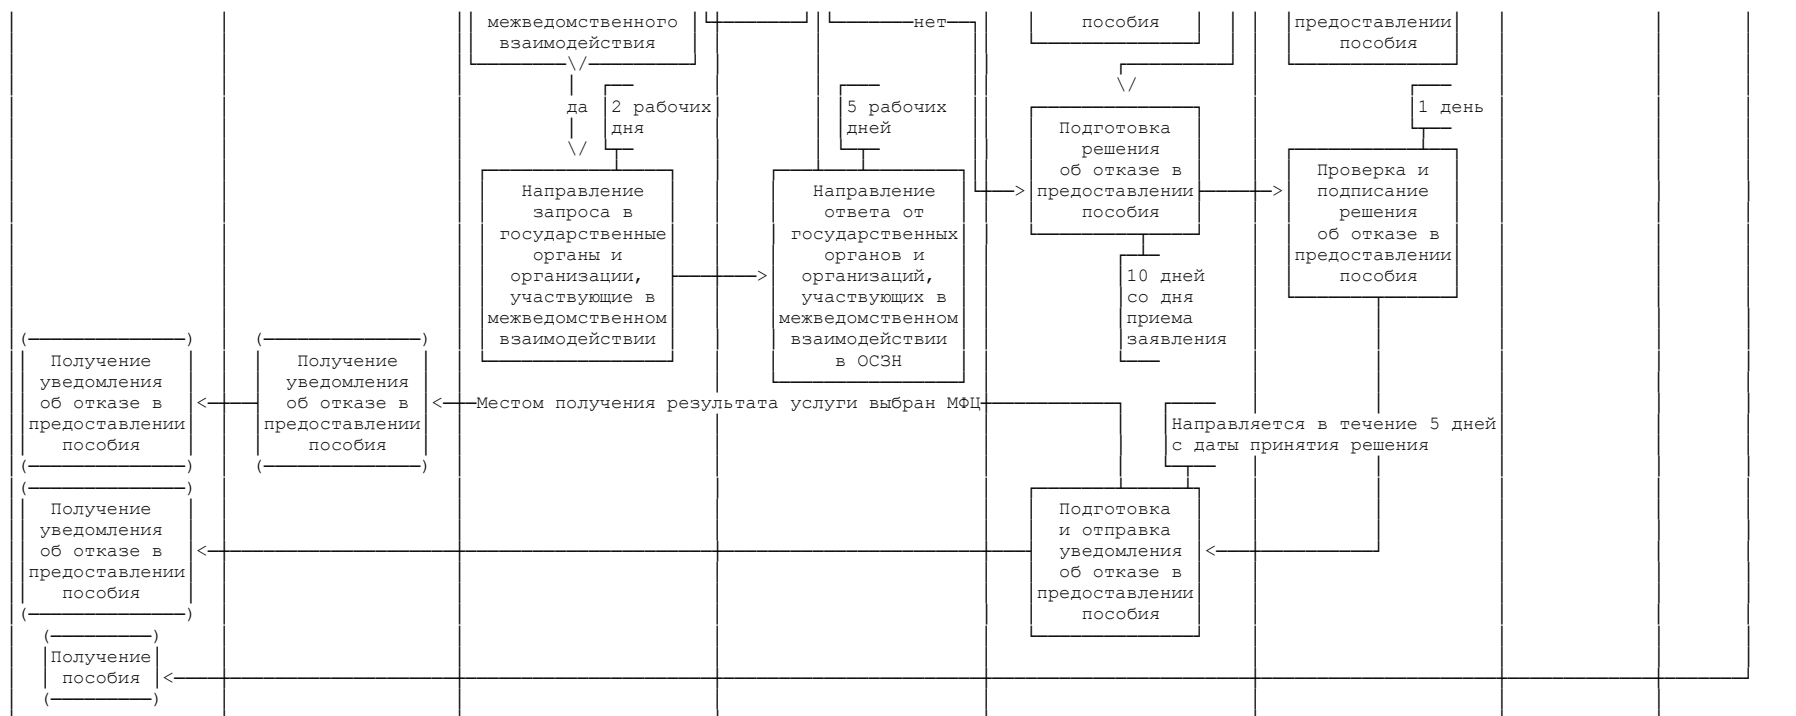 межведомственного
взаимодействия
нет
пособия
предоставлении
пособия
да
2 рабочих
дня
5 рабочих
дней
1 день
Направление
запроса в
государственные
органы и
организации,
участвующие в
межведомственном
взаимодействии
Направление
ответа от
государственных
органов и
организаций,
участвующих в
межведомственном
взаимодействии
в ОСЗН
Подготовка
решения
об отказе в
предоставлении
пособия
Проверка и
подписание
решения
об отказе в
предоставлении
пособия
10 дней
со дня
приема
заявления
Получение
уведомления
об отказе в
предоставлении
пособия
Получение
уведомления
об отказе в
предоставлении
пособия
Местом получения результата услуги выбран МФЦ
Направляется в течение 5 дней
с даты принятия решения
Получение
уведомления
об отказе в
предоставлении
пособия
Подготовка
и отправка
уведомления
об отказе в
предоставлении
пособия
Получение
пособия